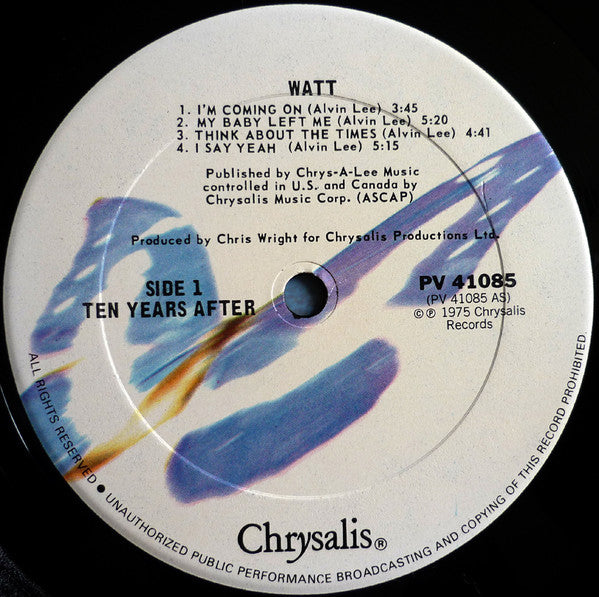 WATT
1. I'M COMING ON (Alvin Lee) 3:45
2. MY BABY LEFT ME (Alvin Lee) 5:20
3. THINK ABOUT THE TIMES (Alvin Lee) 4:41
4. I SAY YEAH (Alvin Lee) 5:15
Published by Chrys-A-Lee Music
controlled in U.S. and Canada by
Chrysalis Music Corp. (ASCAP)
Produced by Chris Wright for Chrysalis Productions Ltd.
SIDE 1
TEN YEARS AFTER
PV 41085
(PV 41085 AS)
©℗ 1975 Chrysalis
Records
Chrysalis®
ALL RIGHTS RESERVED ● UNAUTHORIZED PUBLIC PERFORMANCE BROADCASTING AND COPYING OF THIS RECORD PROHIBITED.